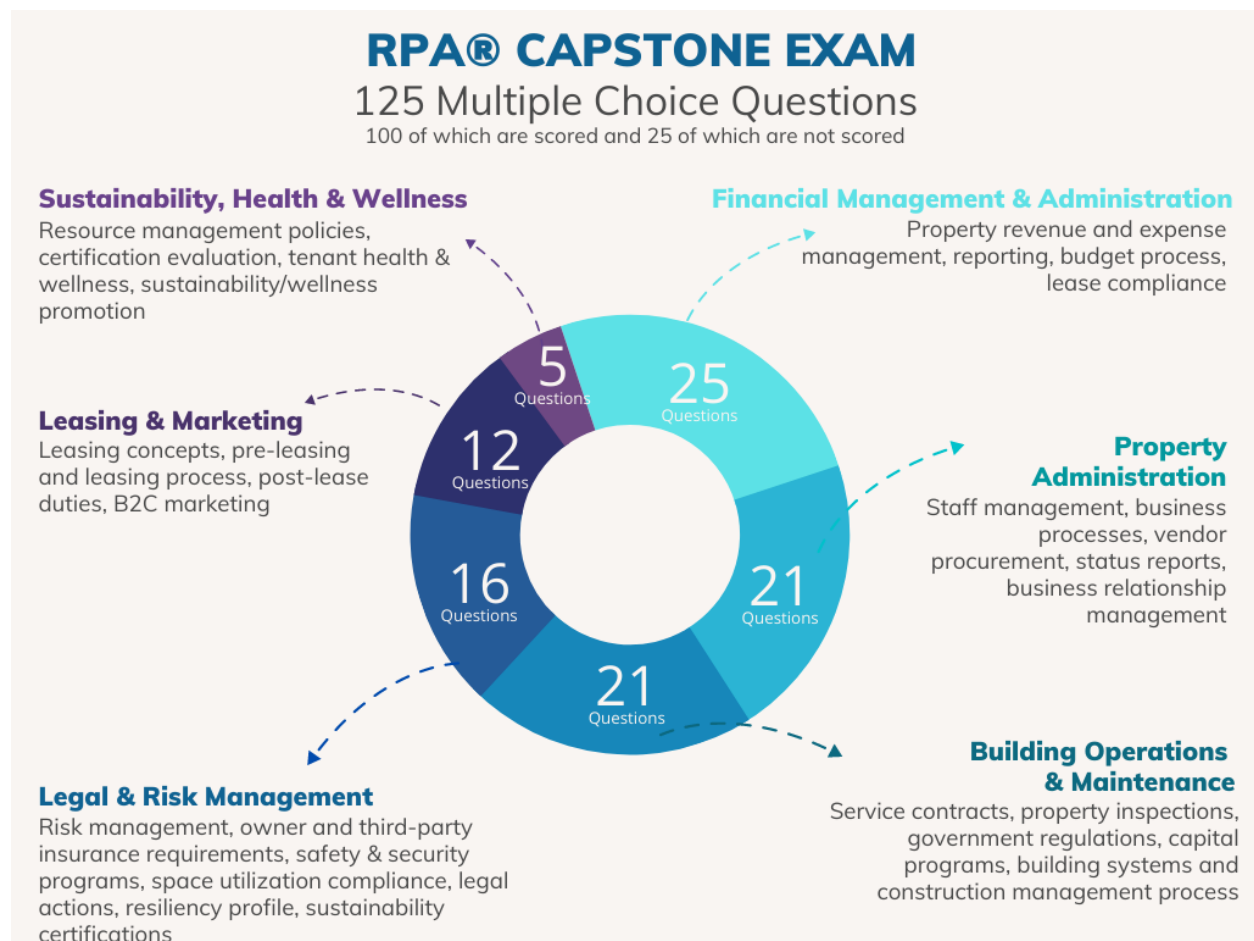 RPA® CAPSTONE EXAM
125 Multiple Choice Questions
100 of which are scored and 25 of which are not scored
Sustainability, Health & Wellness
Resource management policies,
certification evaluation, tenant health &
wellness, sustainability/wellness
promotion
Financial Management & Administration
Property revenue and expense
management, reporting, budget process,
lease compliance
5
Questions
25
Questions
Leasing & Marketing
Leasing concepts, pre-leasing
and leasing process, post-lease
duties, B2C marketing
12
Questions
Property
Administration
Staff management, business
processes, vendor
procurement, status reports,
business relationship
management
16
Questions
21
Questions
21
Questions
Building Operations
& Maintenance
Service contracts, property inspections,
government regulations, capital
programs, building systems and
construction management process
Legal & Risk Management
Risk management, owner and third-party
insurance requirements, safety & security
programs, space utilization compliance, legal
actions, resiliency profile, sustainability
certifications